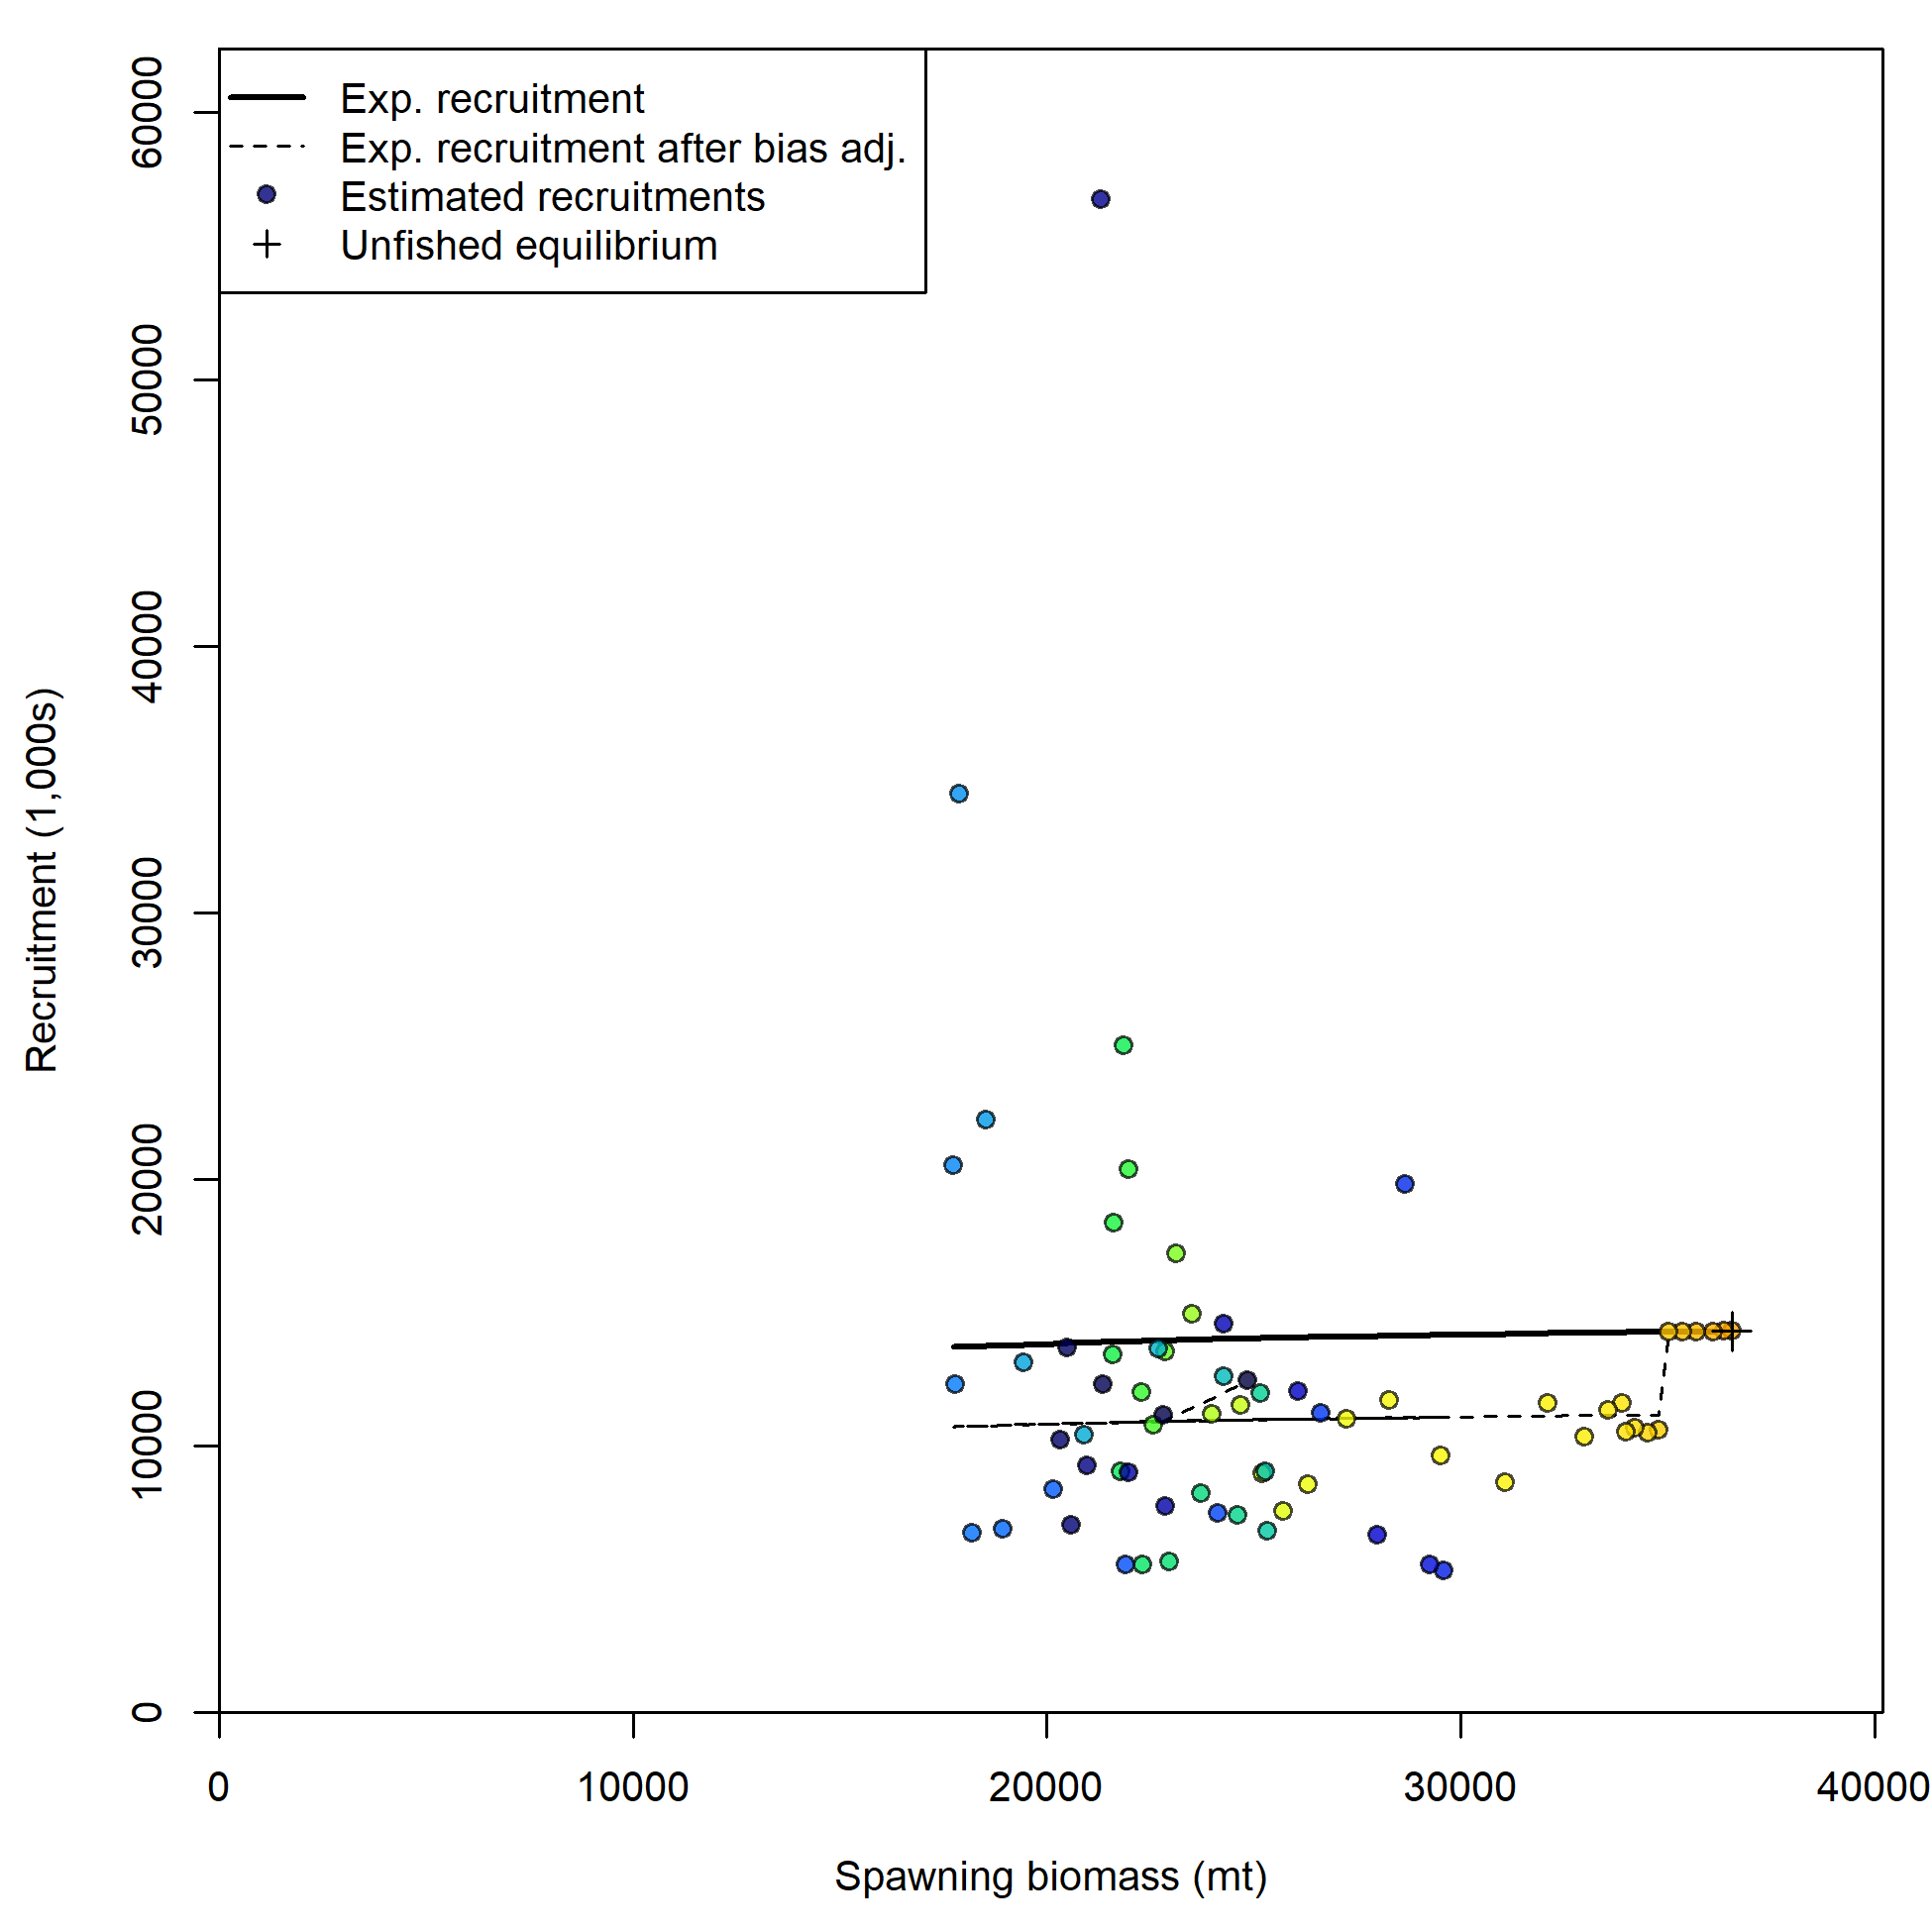 Exp. recruitment
Exp. recruitment after bias adj.
Estimated recruitments
Unfished equilibrium
60000
50000
40000
30000
20000
10000
0
Recruitment (1,000s)
0 10000 20000 30000 40000
Spawning biomass (mt)